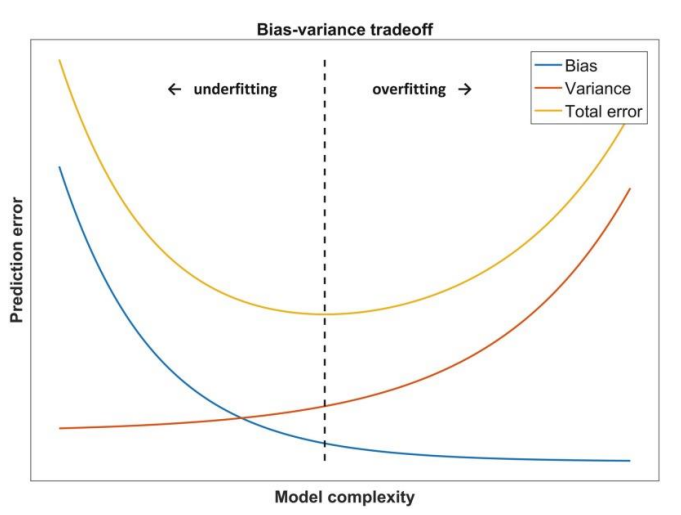 Bias-variance tradeoff
← underfitting
overfitting →
Bias
Variance
Total error
Prediction error
Model complexity